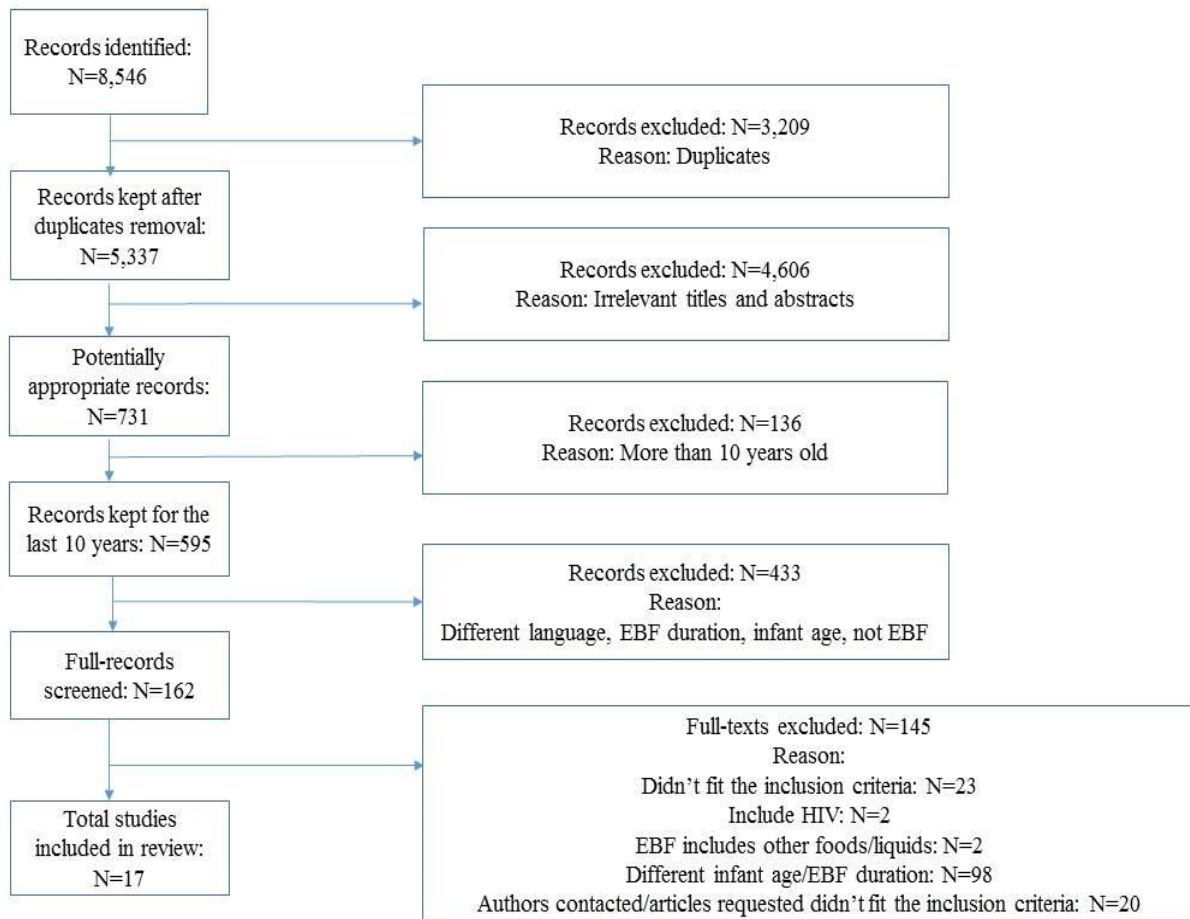 Records identified:
N=8,546
Records excluded: N=3,209
Reason: Duplicates
Records kept after
duplicates removal:
N=5,337
Records excluded: N=4,606
Reason: Irrelevant titles and abstracts
Potentially
appropriate records:
N=731
Records excluded: N=136
Reason: More than 10 years old
Records kept for the
last 10 years: N=595
Records excluded: N=433
Reason:
Different language, EBF duration, infant age, not EBF
Full-records
screened: N=162
Full-texts excluded: N=145
Reason:
Didn’t fit the inclusion criteria: N=23
Include HIV: N=2
EBF includes other foods/liquids: N=2
Different infant age/EBF duration: N=98
Authors contacted/articles requested didn’t fit the inclusion criteria: N=20
Total studies
included in review:
N=17